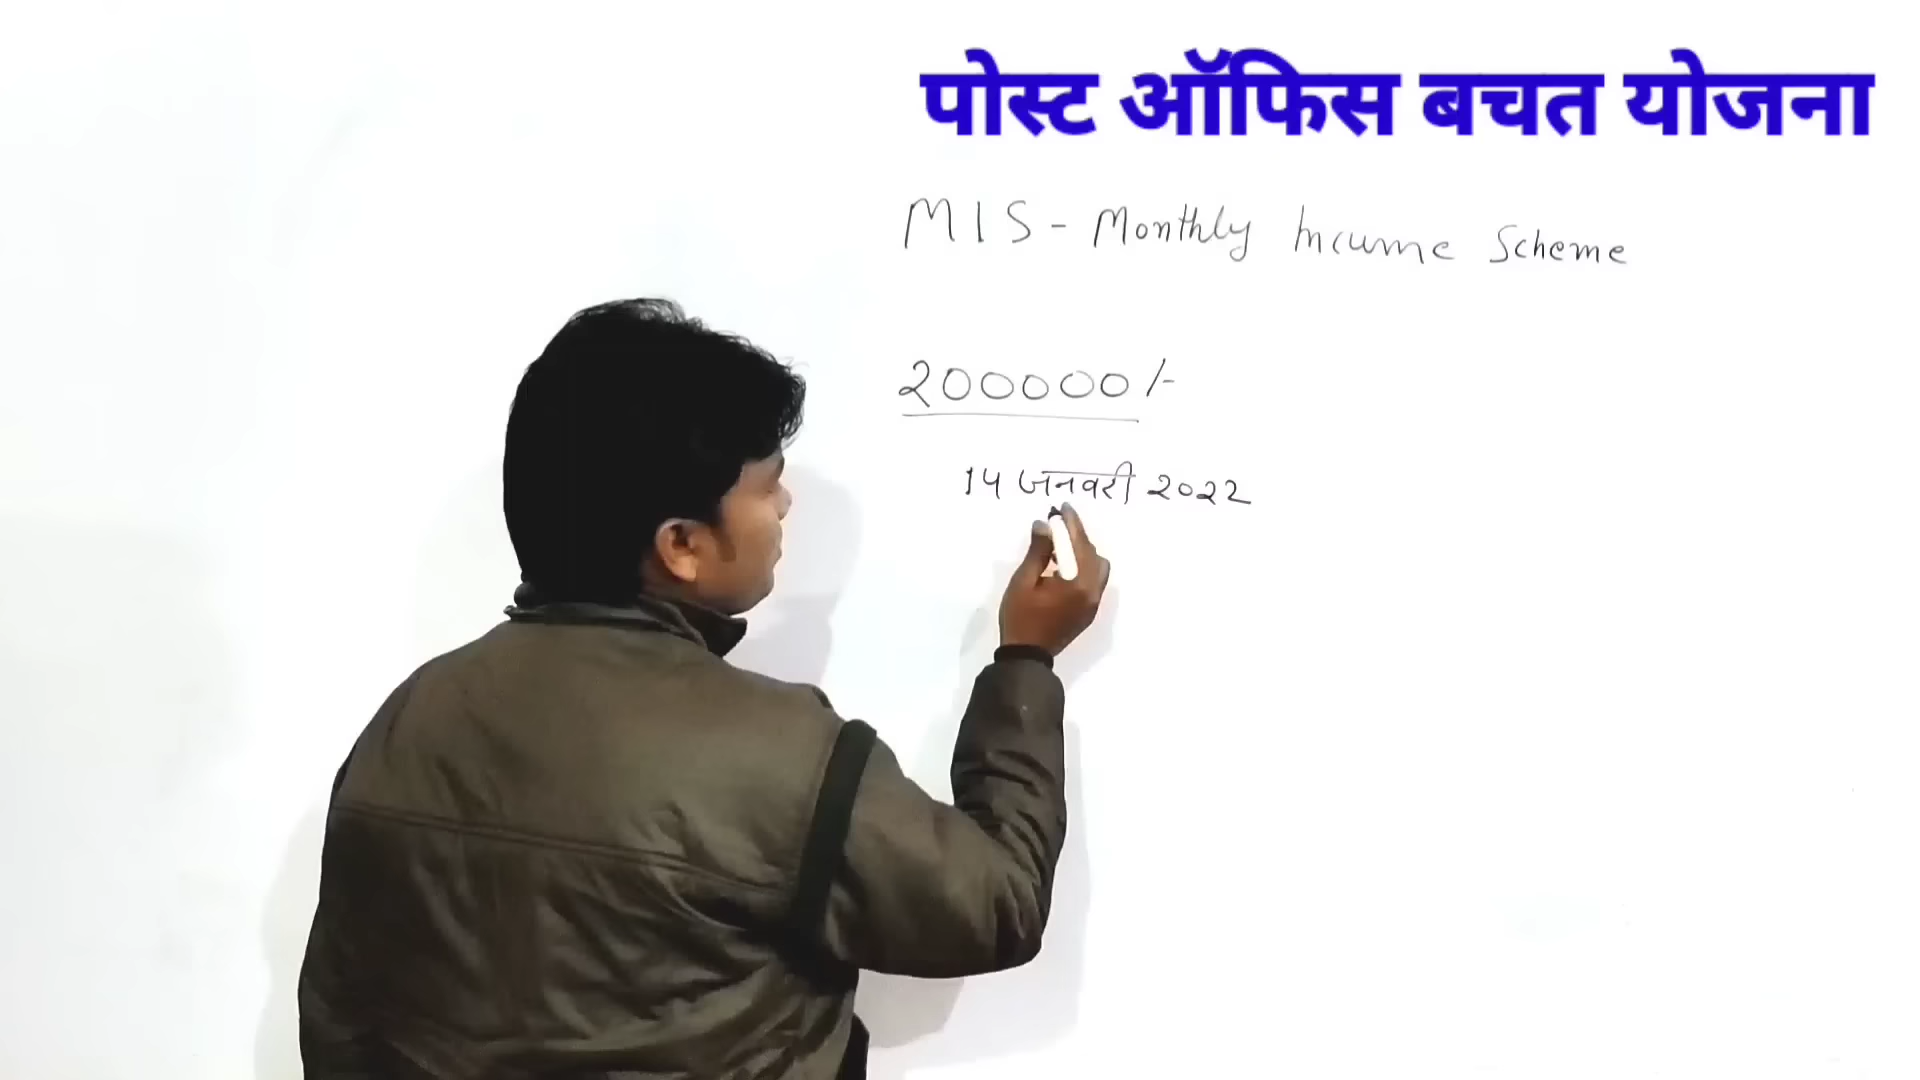 पोस्ट ऑफिस बचत योजना
MIS - Monthly Income Scheme
200000/-
14 जनवरी 2022